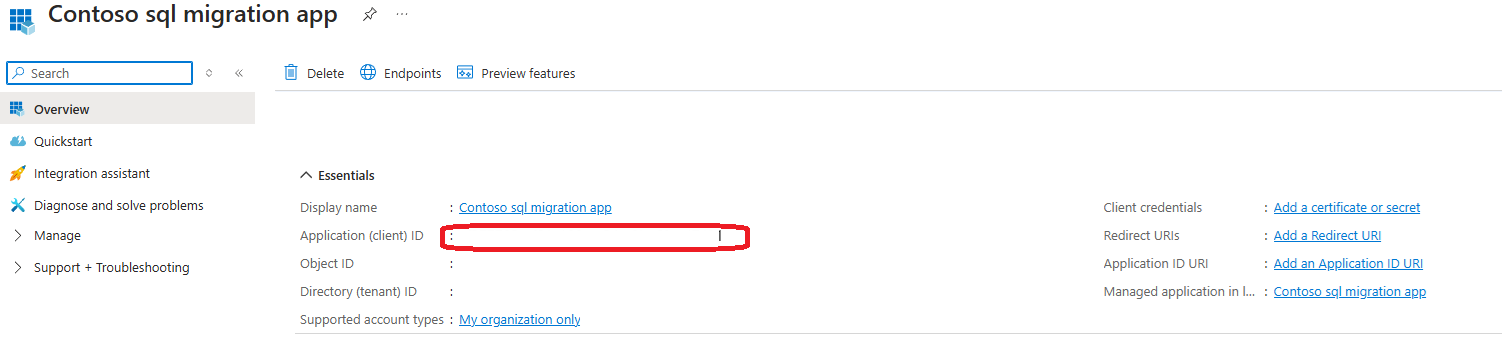 Contoso sql migration app
Search
Delete Endpoints Preview features
Overview
Quickstart
Integration assistant
Diagnose and solve problems
Manage
Support + Troubleshooting
Essentials
Display name : Contoso sql migration app
Application (client) ID :
Object ID :
Directory (tenant) ID :
Supported account types : My organization only
Client credentials : Add a certificate or secret
Redirect URIs : Add a Redirect URI
Application ID URI : Add an Application ID URI
Managed application in l... : Contoso sql migration app